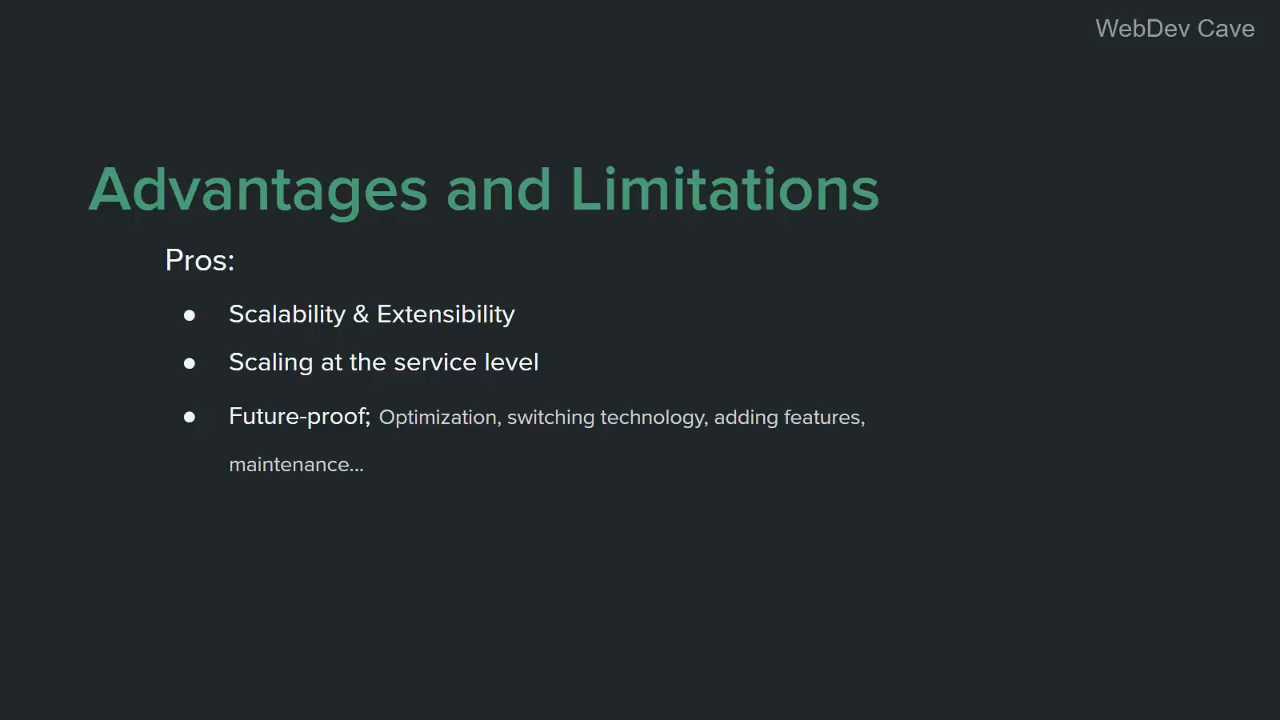 WebDev Cave
Advantages and Limitations
Pros:
● Scalability & Extensibility
● Scaling at the service level
● Future-proof; Optimization, switching technology, adding features,
maintenance...